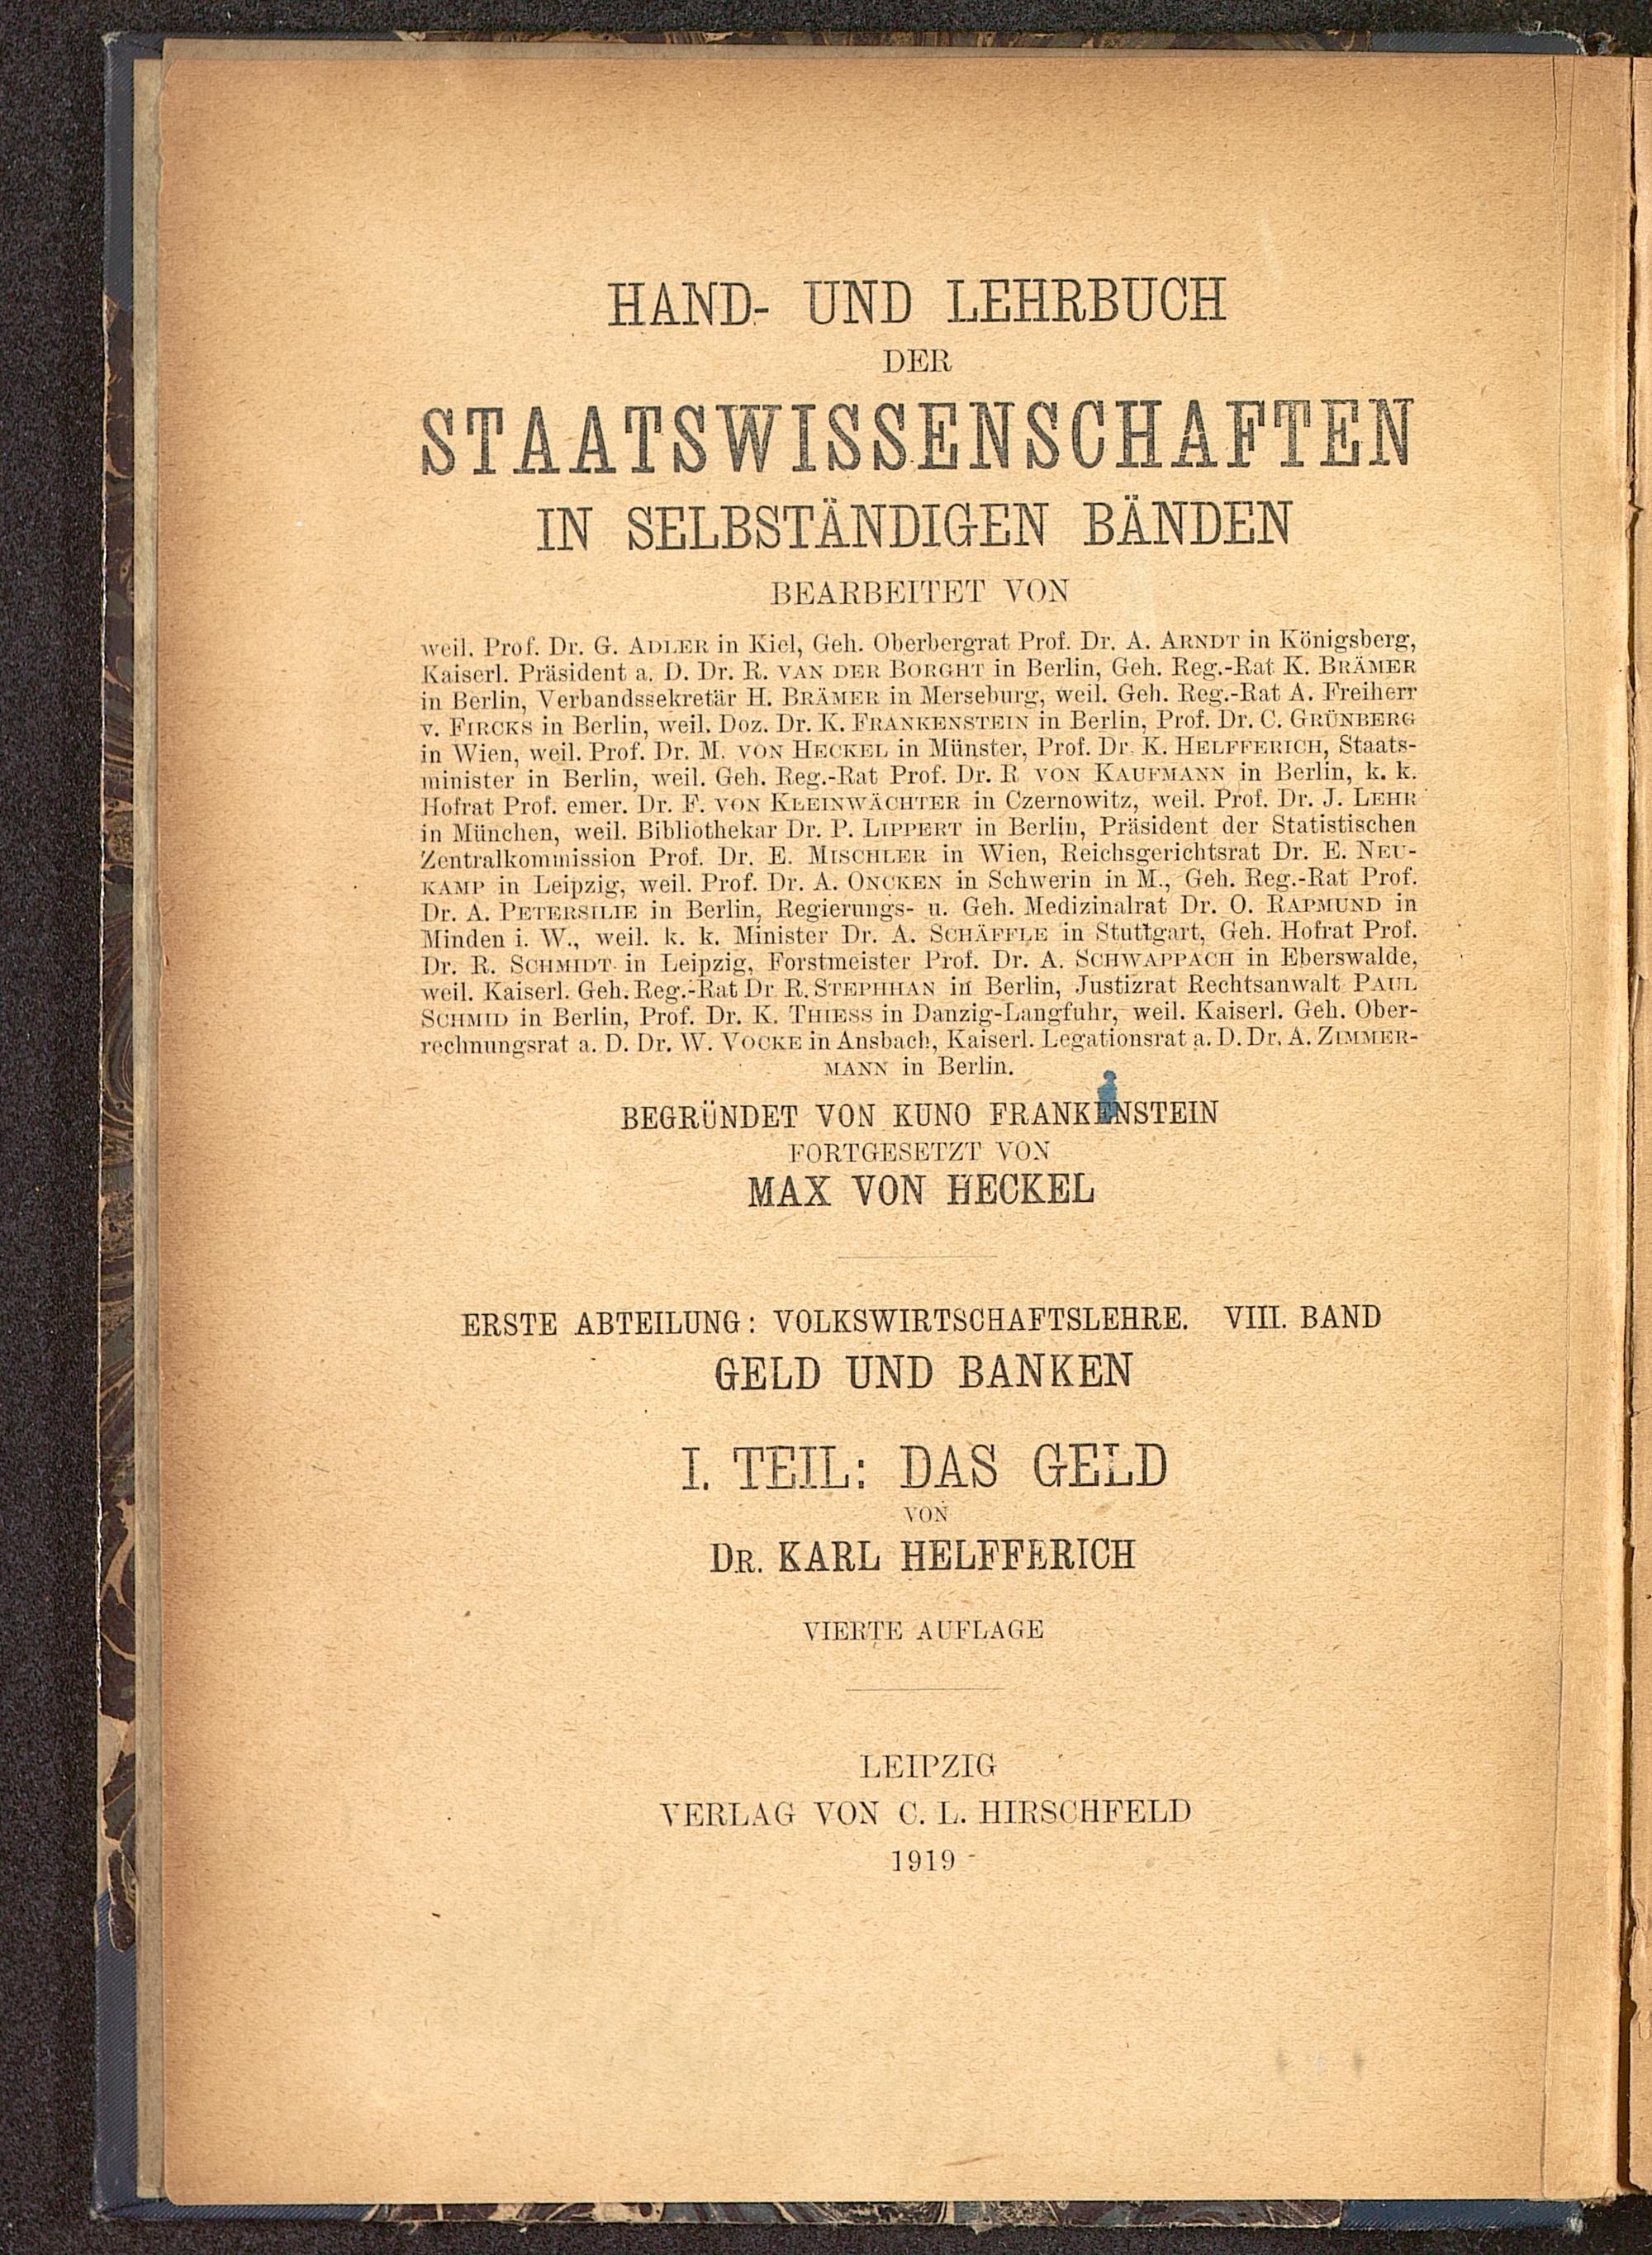 HAND- UND LEHRBUCH
DER
STAATSWISSENSCHAFTEN
IN SELBSTÄNDIGEN BÄNDEN
BEARBEITET VON
weil. Prof. Dr. G. ADLER in Kiel, Geh. Oberbergrat Prof. Dr. A. ARNDT in Königsberg,
Kaiserl. Präsident a. D. Dr. R. VAN DER BORGHT in Berlin, Geh. Reg.-Rat K. BRÄMER
in Berlin, Verbandssekretär H. BRÄMER in Merseburg, weil. Geh. Reg.-Rat A. Freiherr
v. FIRCKS in Berlin, weil. Doz. Dr. K. FRANKENSTEIN in Berlin, Prof. Dr. C. GRÜNBERG
in Wien, weil. Prof. Dr. M. VON HECKEL in Münster, Prof. Dr. K. HELFFERICH, Staats-
minister in Berlin, weil. Geh. Reg.-Rat Prof. Dr. R VON KAUFMANN in Berlin, k. k.
Hofrat Prof. emer. Dr. F. VON KLEINWÄCHTER in Czernowitz, weil. Prof. Dr. J. LEHR
in München, weil. Bibliothekar Dr. P. LIPPERT in Berlin, Präsident der Statistischen
Zentralkommission Prof. Dr. E. MISCHLER in Wien, Reichsgerichtsrat Dr. E. NEU-
KAMP in Leipzig, weil. Prof. Dr. A. ONCKEN in Schwerin in M., Geh. Reg.-Rat Prof.
Dr. A. PETERSILIE in Berlin, Regierungs- u. Geh. Medizinalrat Dr. O. RAPMUND in
Minden i. W., weil. k. k. Minister Dr. A. SCHÄFFLE in Stuttgart, Geh. Hofrat Prof.
Dr. R. SCHMIDT in Leipzig, Forstmeister Prof. Dr. A. SCHWAPPACH in Eberswalde,
weil. Kaiserl. Geh. Reg.-Rat Dr R. STEPHHAN in Berlin, Justizrat Rechtsanwalt PAUL
SCHMID in Berlin, Prof. Dr. K. THIESS in Danzig-Langfuhr, weil. Kaiserl. Geh. Ober-
rechnungsrat a. D. Dr. W. VOCKE in Ansbach, Kaiserl. Legationsrat a. D. Dr. A. ZIMMER-
MANN in Berlin.
BEGRÜNDET VON KUNO FRANKENSTEIN
FORTGESETZT VON
MAX VON HECKEL
ERSTE ABTEILUNG: VOLKSWIRTSCHAFTSLEHRE. VIII. BAND
GELD UND BANKEN
I. TEIL: DAS GELD
VON
DR. KARL HELFFERICH
VIERTE AUFLAGE
LEIPZIG
VERLAG VON C. L. HIRSCHFELD
1919